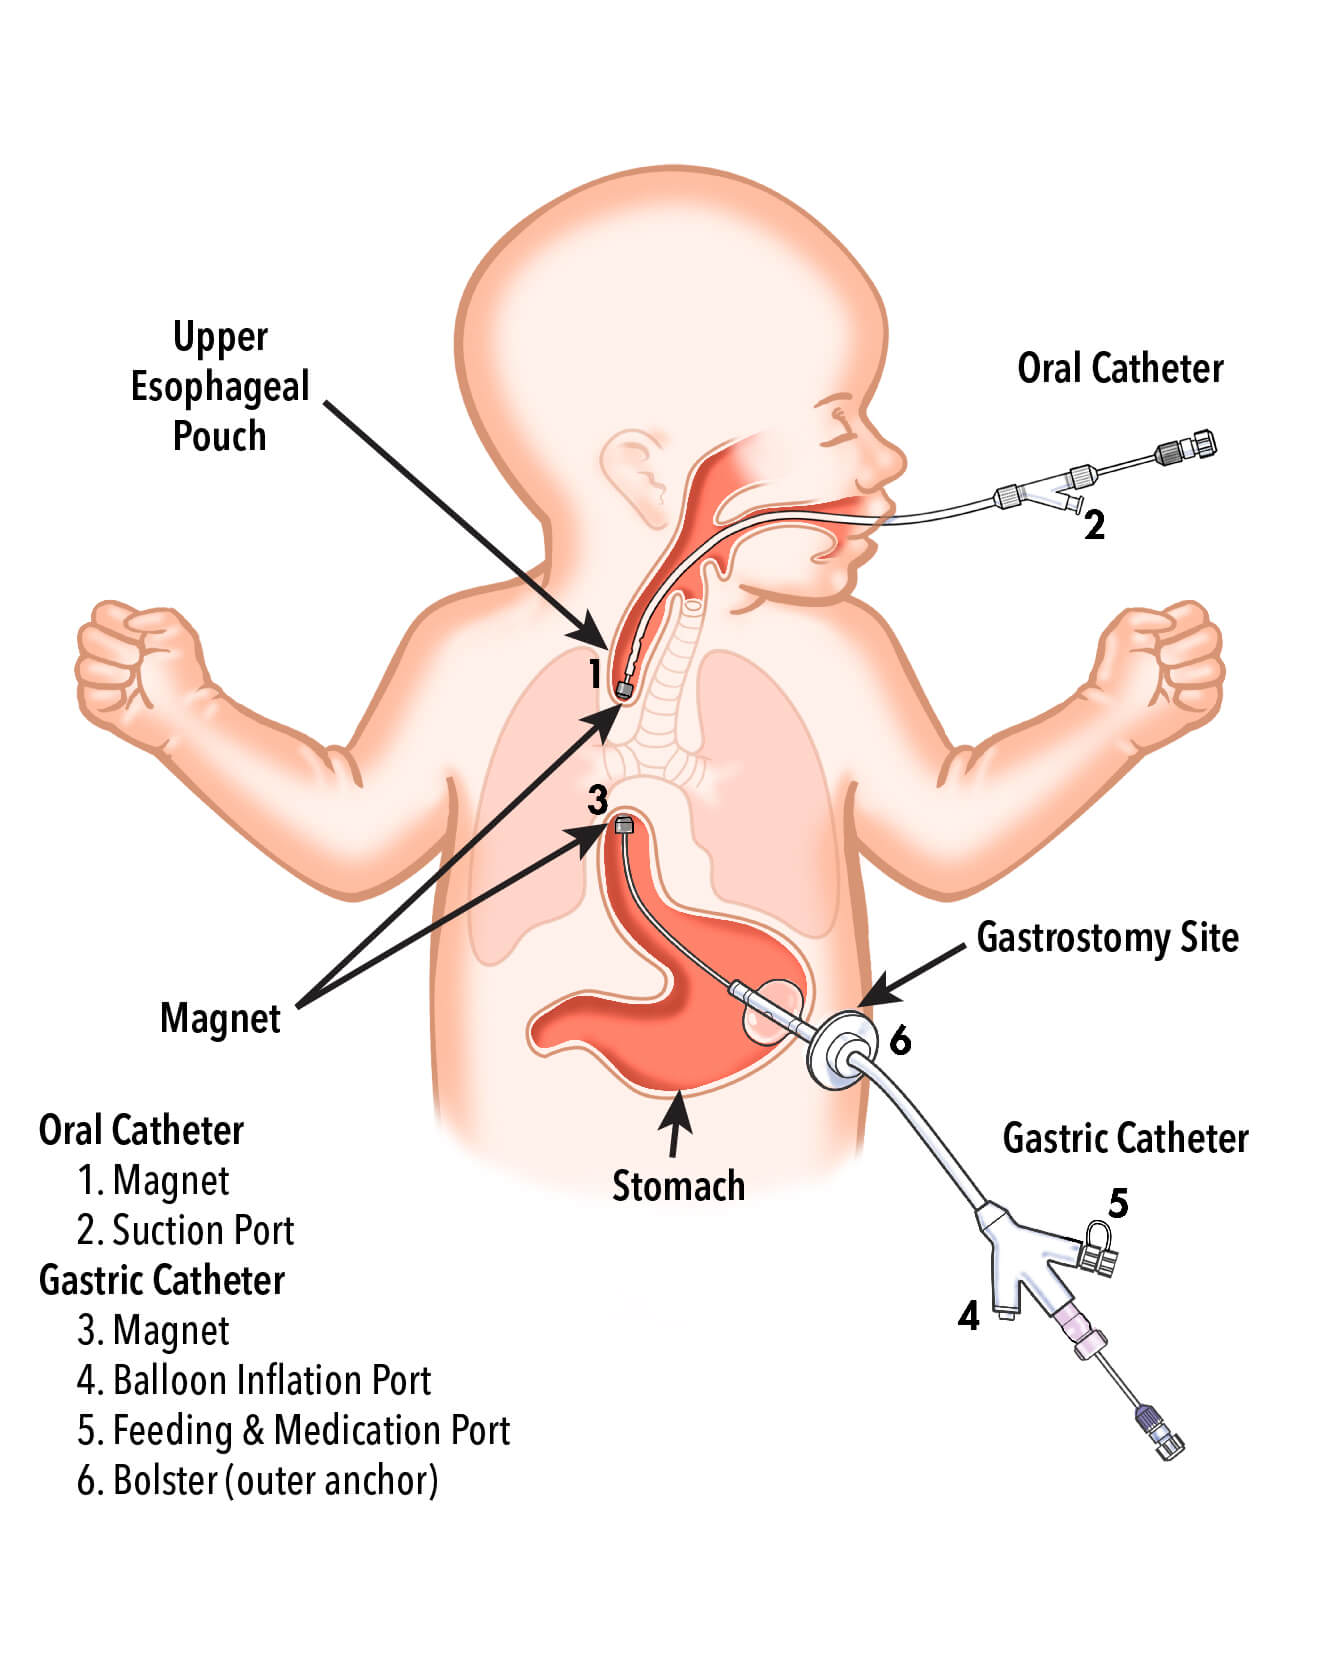 Upper
Esophageal
Pouch
Oral Catheter
2
1
3
Gastrostomy Site
Magnet
6
Oral Catheter
1. Magnet
2. Suction Port
Gastric Catheter
3. Magnet
4. Balloon Inflation Port
5. Feeding & Medication Port
6. Bolster (outer anchor)
Stomach
Gastric Catheter
5
4